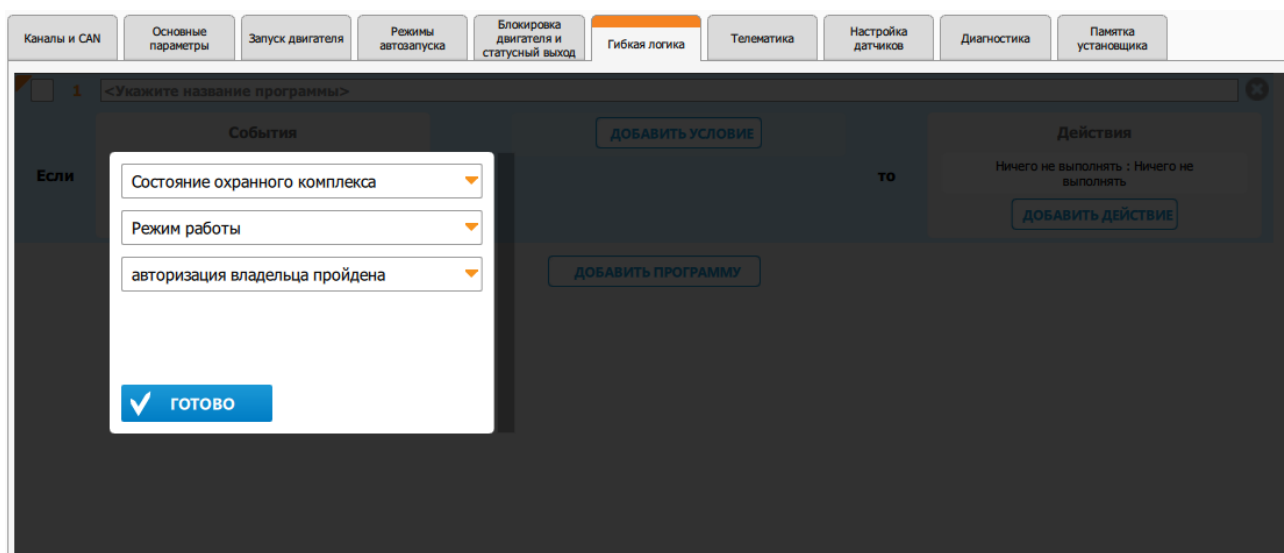 Каналы и CAN
Основные
параметры
Запуск двигателя
Режимы
автозапуска
Блокировка
двигателя и
статусный выход
Гибкая логика
Телематика
Настройка
датчиков
Диагностика
Памятка
установщика
1 <Укажите название программы>
События
ДОБАВИТЬ УСЛОВИЕ
Действия
Если
то
Ничего не выполнять : Ничего не
выполнять
ДОБАВИТЬ ДЕЙСТВИЕ
Состояние охранного комплекса
Режим работы
авторизация владельца пройдена
ГОТОВО
ДОБАВИТЬ ПРОГРАММУ